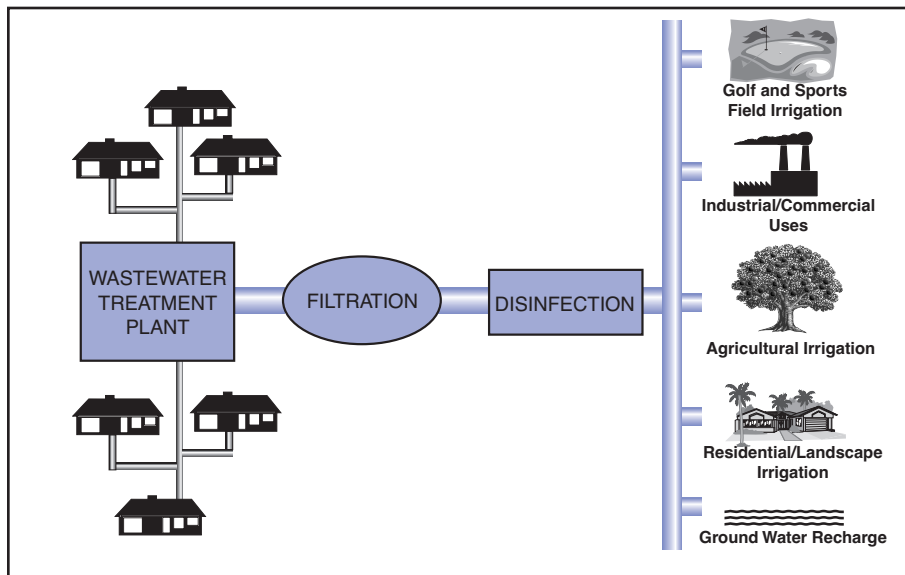 WASTEWATER
TREATMENT
PLANT
FILTRATION
DISINFECTION
Golf and Sports
Field Irrigation
Industrial/Commercial
Uses
Agricultural Irrigation
Residential/Landscape
Irrigation
Ground Water Recharge